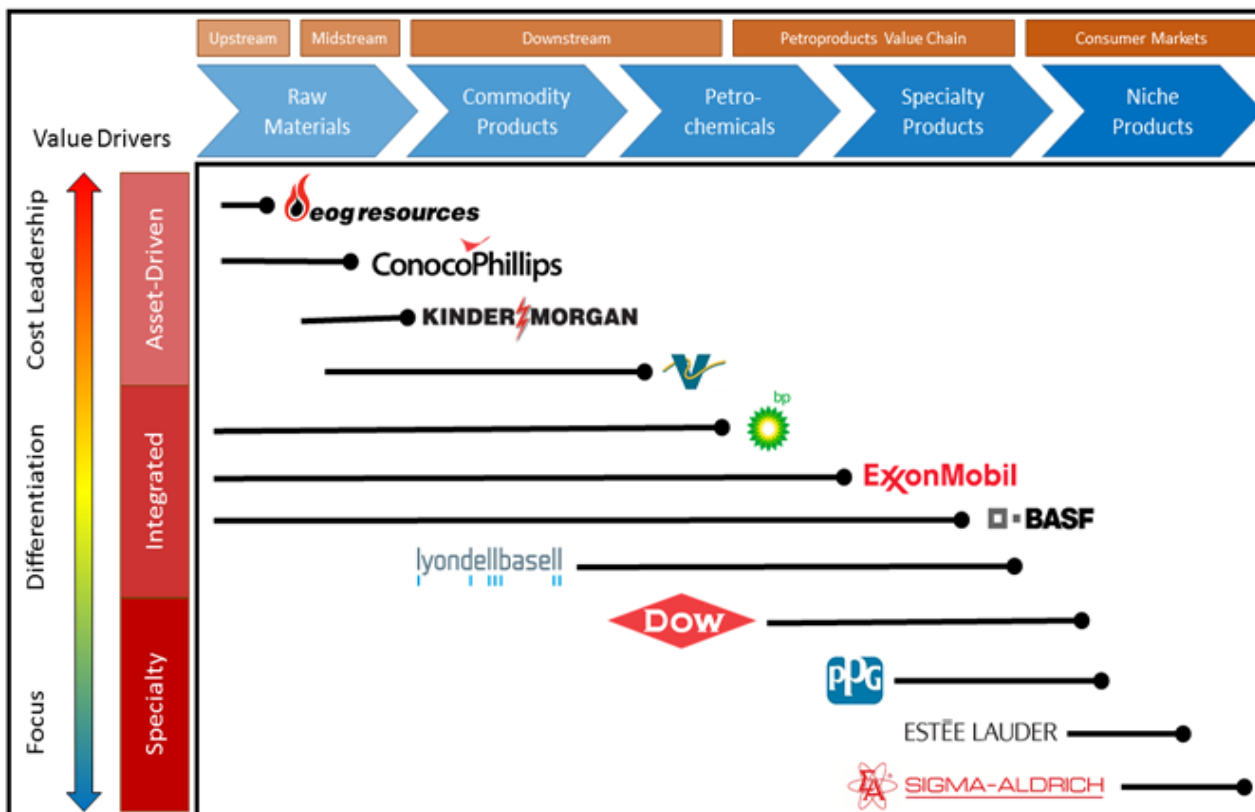 Upstream
Midstream
Downstream
Petroproducts Value Chain
Consumer Markets
Raw
Materials
Commodity
Products
Petro-
chemicals
Specialty
Products
Niche
Products
Value Drivers
Cost Leadership
Differentiation
Focus
Asset-Driven
Integrated
Specialty
eog resources
ConocoPhillips
KINDER MORGAN
V
bp
ExxonMobil
BASF
lyondellbasell
DOW
PPG
ESTĒE LAUDER
ΣA SIGMA-ALDRICH